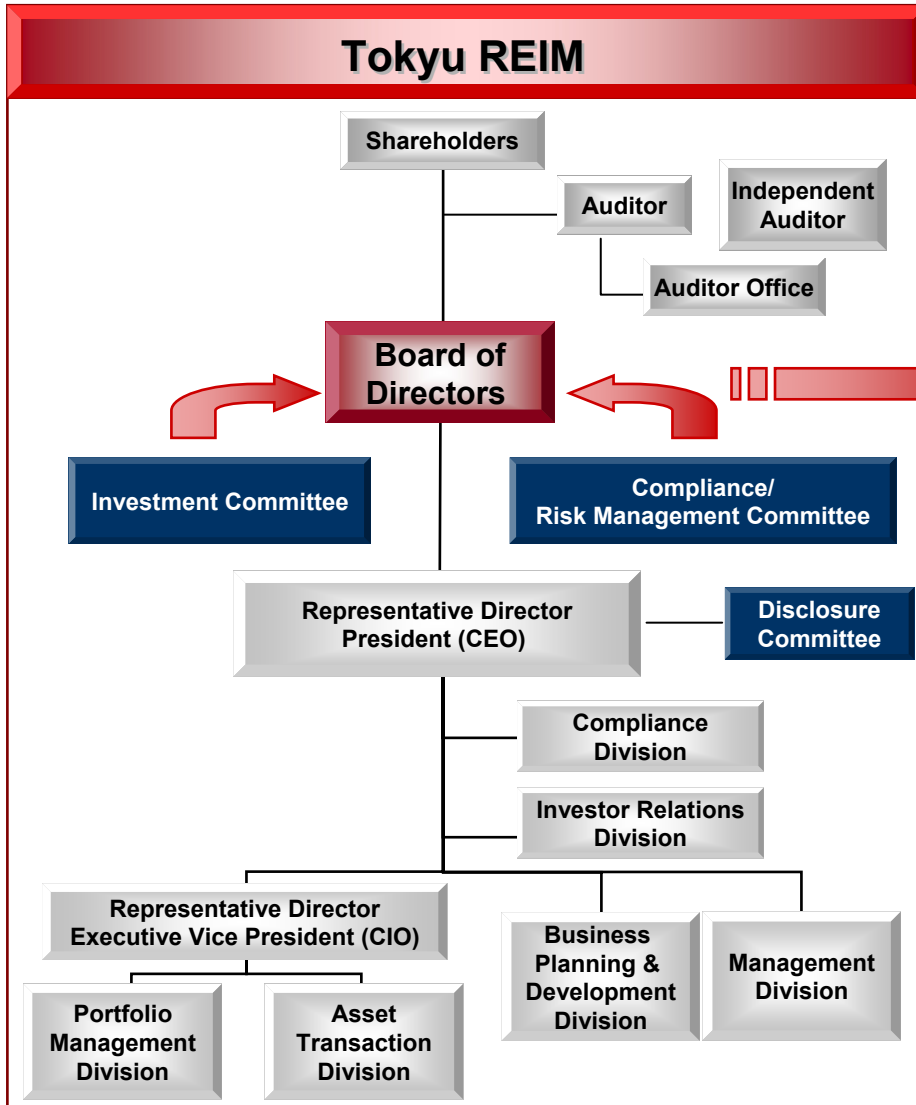 Tokyu REIM
Shareholders
Auditor
Independent
Auditor
Auditor Office
Board of
Directors
Investment Committee
Compliance/
Risk Management Committee
Representative Director
President (CEO)
Disclosure
Committee
Compliance
Division
Investor Relations
Division
Representative Director
Executive Vice President (CIO)
Business
Planning &
Development
Division
Management
Division
Portfolio
Management
Division
Asset
Transaction
Division